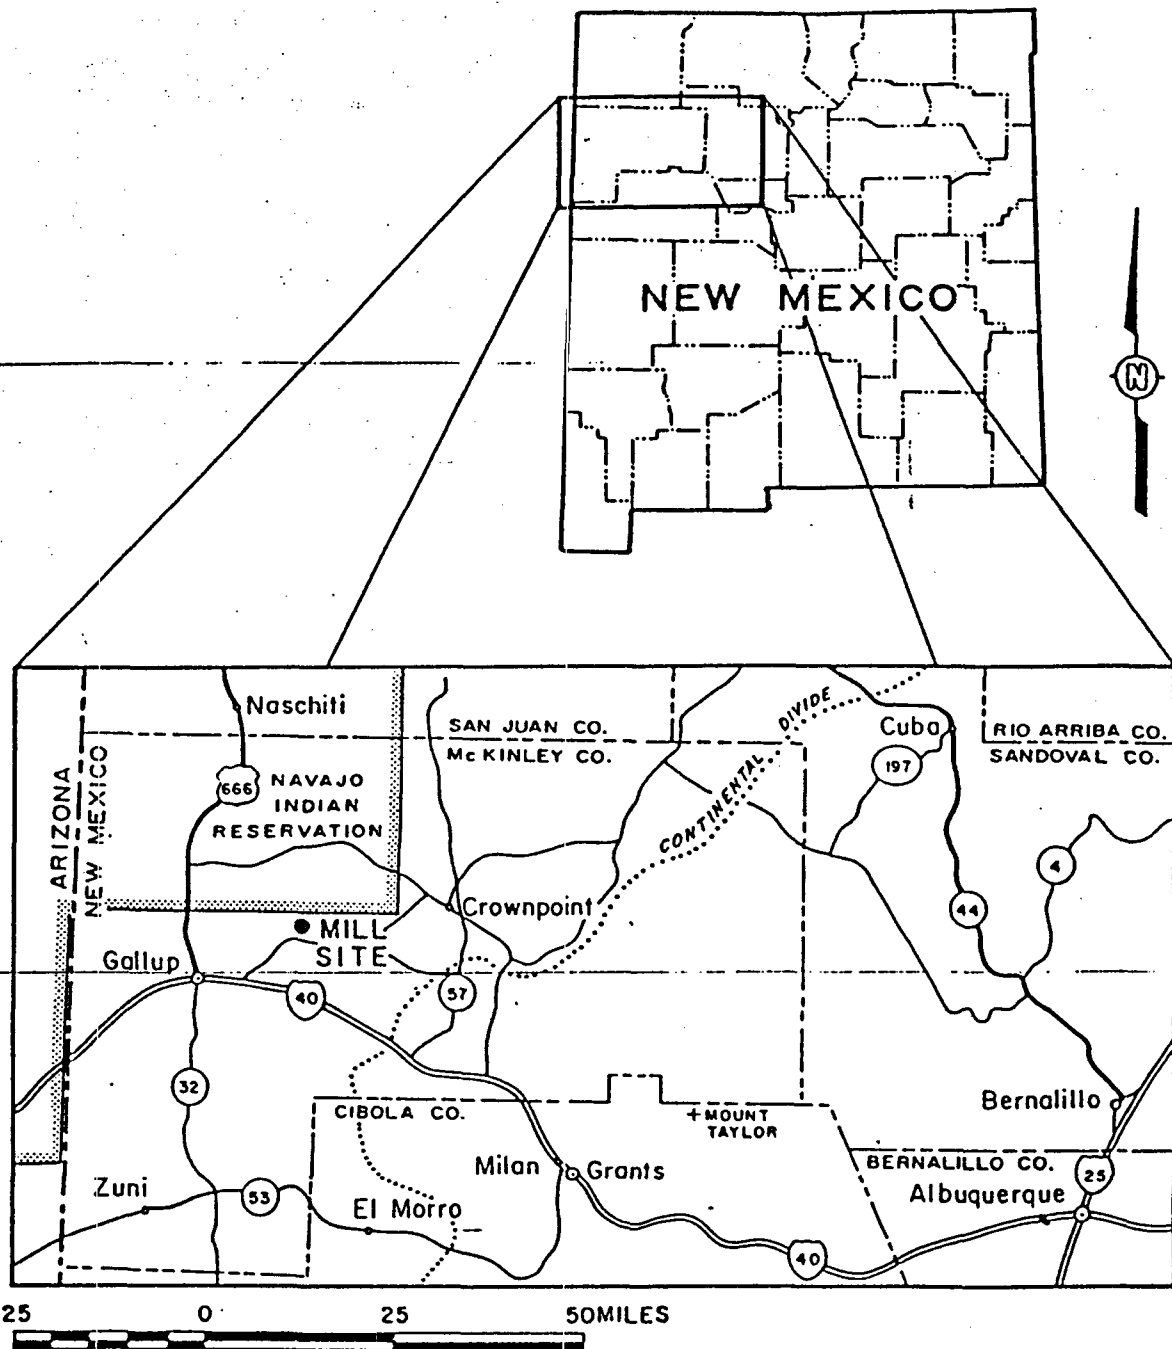 NEW MEXICO
N
Naschiti
SAN JUAN CO.
McKINLEY CO.
CONTINENTAL DIVIDE
Cuba
RIO ARRIBA CO.
SANDOVAL CO.
197
666
NAVAJO
INDIAN
RESERVATION
ARIZONA
NEW MEXICO
4
44
Crownpoint
MILL
SITE
Gallup
40
57
32
CIBOLA CO.
+MOUNT
TAYLOR
Bernalillo
Milan
Grants
BERNALILLO CO.
25
Zuni
53
El Morro
Albuquerque
40
25 0 25 50MILES